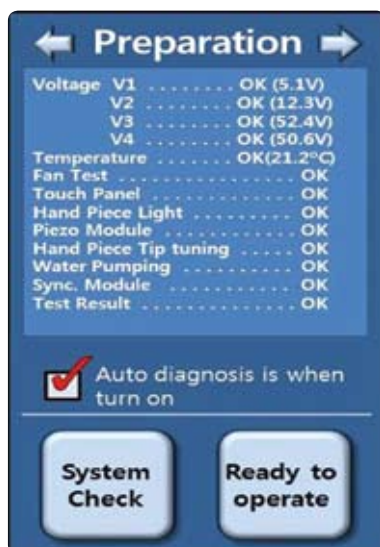 Preparation
Voltage V1 ........ OK (5.1V)
V2 ........ OK (12.3V)
V3 ........ OK (52.4V)
V4 ........ OK (50.6V)
Temperature ........ OK(21.2°C)
Fan Test ................. OK
Touch Panel .............. OK
Hand Piece Light ......... OK
Piezo Module ............. OK
Hand Piece Tip tuning ..... OK
Water Pumping ........... OK
Sync. Module ............ OK
Test Result .............. OK
Auto diagnosis is when
turn on
System Check
Ready to operate